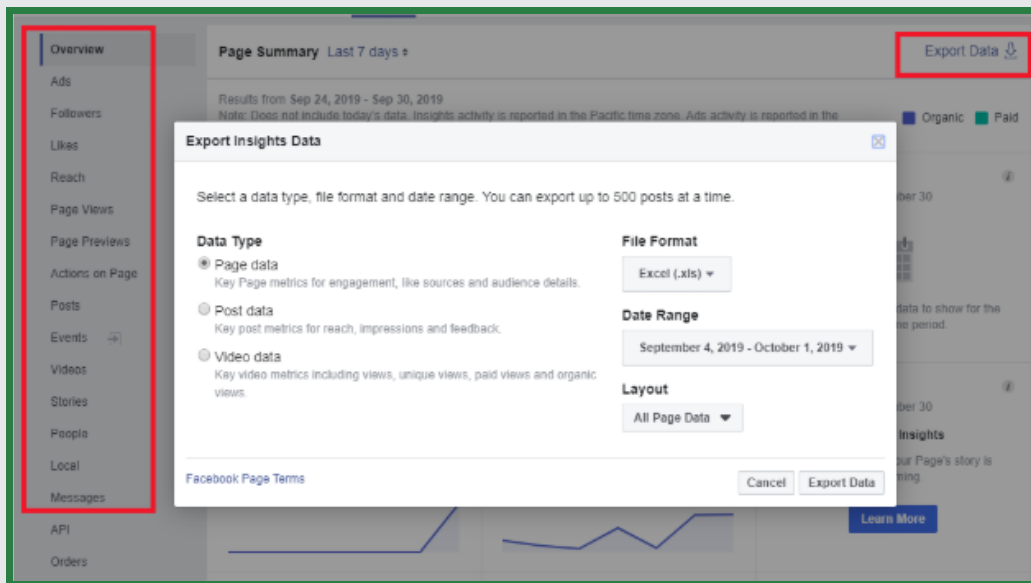 Overview
Ads
Followers
Likes
Reach
Page Views
Page Previews
Actions on Page
Posts
Events
Videos
Stories
People
Local
Messages
API
Orders
Page Summary Last 7 days
Export Data
Results from Sep 24, 2019 - Sep 30, 2019
Note: Does not include today's data. Insights activity is reported in the Pacific time zone. Ads activity is reported in the
Organic Paid
Export Insights Data
Select a data type, file format and date range. You can export up to 500 posts at a time.
Data Type
Page data
Key Page metrics for engagement, like sources and audience details.
Post data
Key post metrics for reach, impressions and feedback.
Video data
Key video metrics including views, unique views, paid views and organic
views.
File Format
Excel (.xls)
Date Range
September 4, 2019 - October 1, 2019
Layout
All Page Data
Facebook Page Terms
Cancel Export Data
ber 30
data to show for the
period.
ber 30
Insights
our Page's story is
Learn More